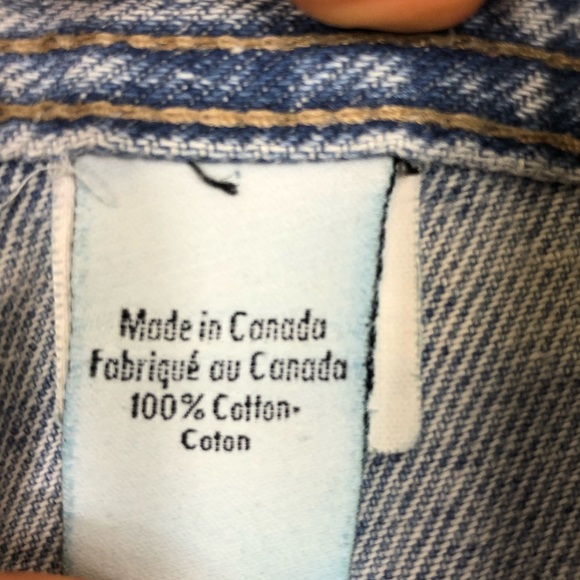 Made in Canada
Fabriqué au Canada
100% Cotton-
Coton